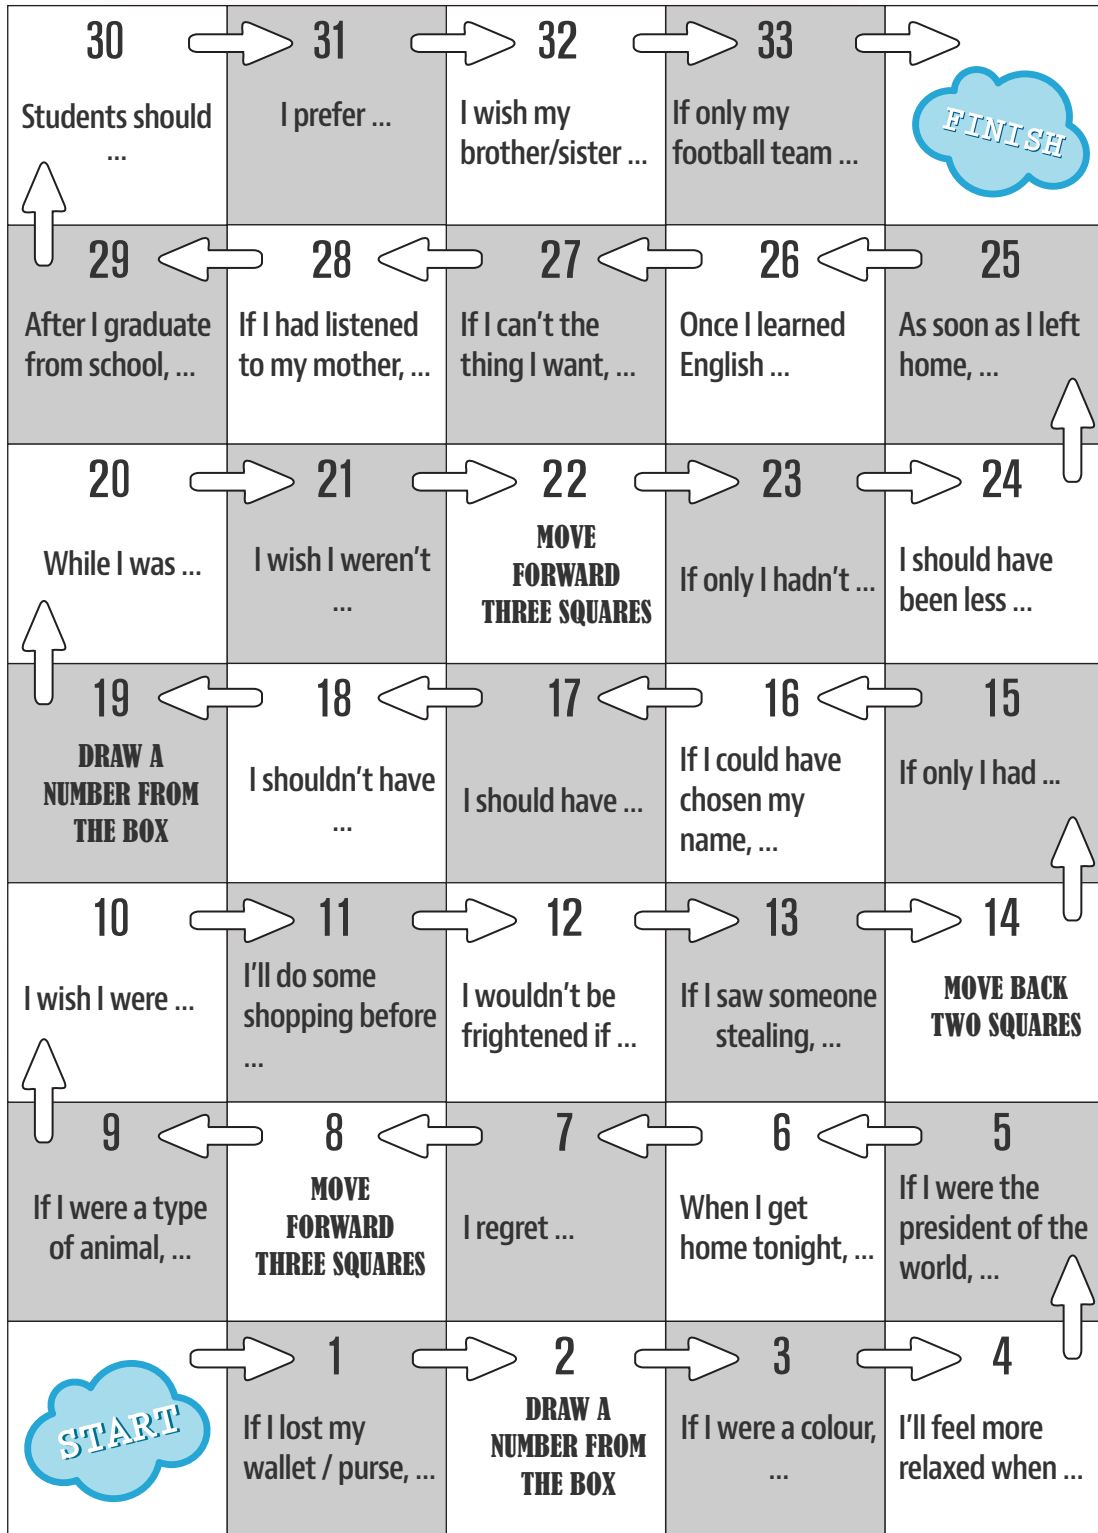 30
31
32
33
Students should
...
I prefer ...
I wish my
brother/sister ...
If only my
football team ...
FINISH
29
28
27
26
25
After I graduate
from school, ...
If I had listened
to my mother, ...
If I can't the
thing I want, ...
Once I learned
English ...
As soon as I left
home, ...
20
21
22
23
24
While I was ...
I wish I weren't
...
MOVE
FORWARD
THREE SQUARES
If only I hadn't ...
I should have
been less ...
19
18
17
16
15
DRAW A
NUMBER FROM
THE BOX
I shouldn't have
...
I should have ...
If I could have
chosen my
name, ...
If only I had ...
10
11
12
13
14
I wish I were ...
I'll do some
shopping before
...
I wouldn't be
frightened if ...
If I saw someone
stealing, ...
MOVE BACK
TWO SQUARES
9
8
7
6
5
If I were a type
of animal, ...
MOVE
FORWARD
THREE SQUARES
I regret ...
When I get
home tonight, ...
If I were the
president of the
world, ...
START
1
2
3
4
If I lost my
wallet / purse, ...
DRAW A
NUMBER FROM
THE BOX
If I were a colour,
...
I'll feel more
relaxed when ...